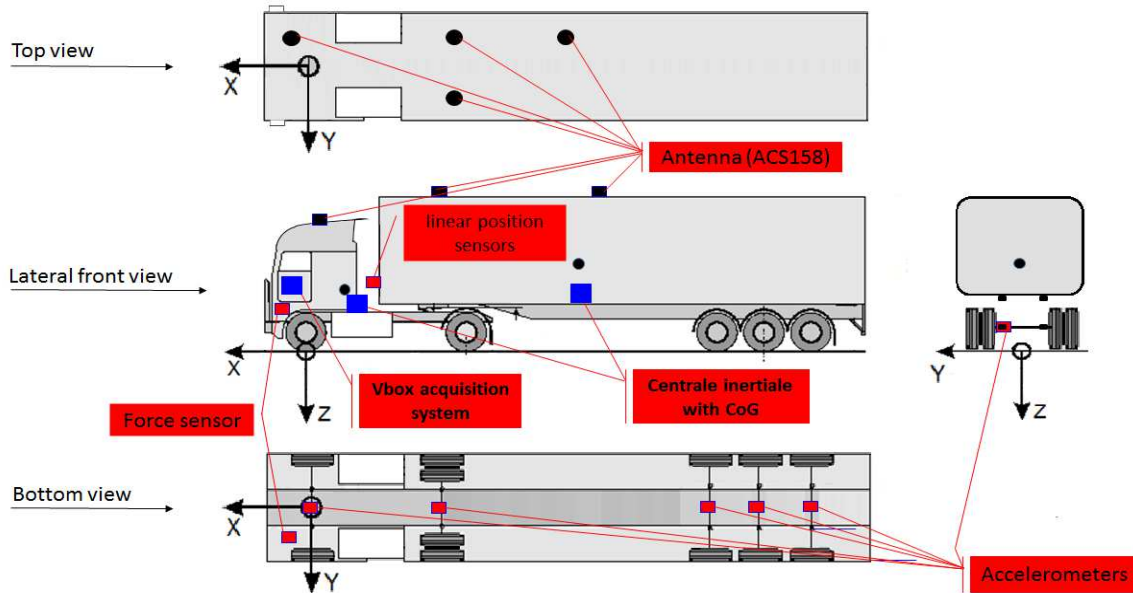 Top view
X
Y
Antenna (ACS158)
linear position
sensors
Lateral front view
X
Z
Vbox acquisition
system
Centrale inertiale
with CoG
Y
Z
Force sensor
Bottom view
X
Y
Accelerometers